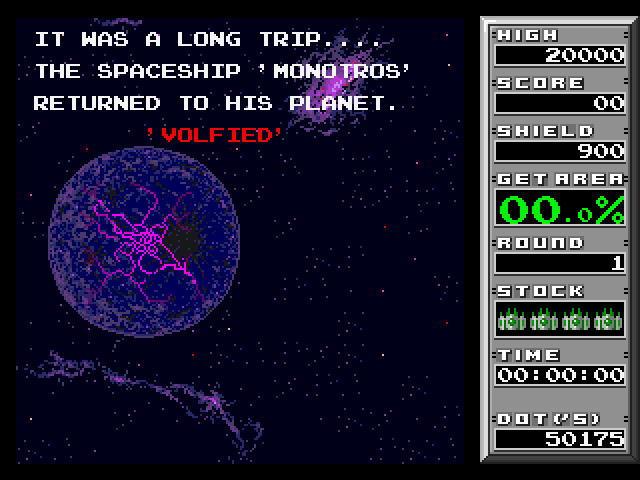 IT WAS A LONG TRIP....
THE SPACESHIP 'MONOTROS'
RETURNED TO HIS PLANET.
'VOLFIED'
HIGH
20000
SCORE
00
SHIELD
900
GET AREA
00.0%
ROUND
1
STOCK
TIME
00:00:00
DOT('S)
50175